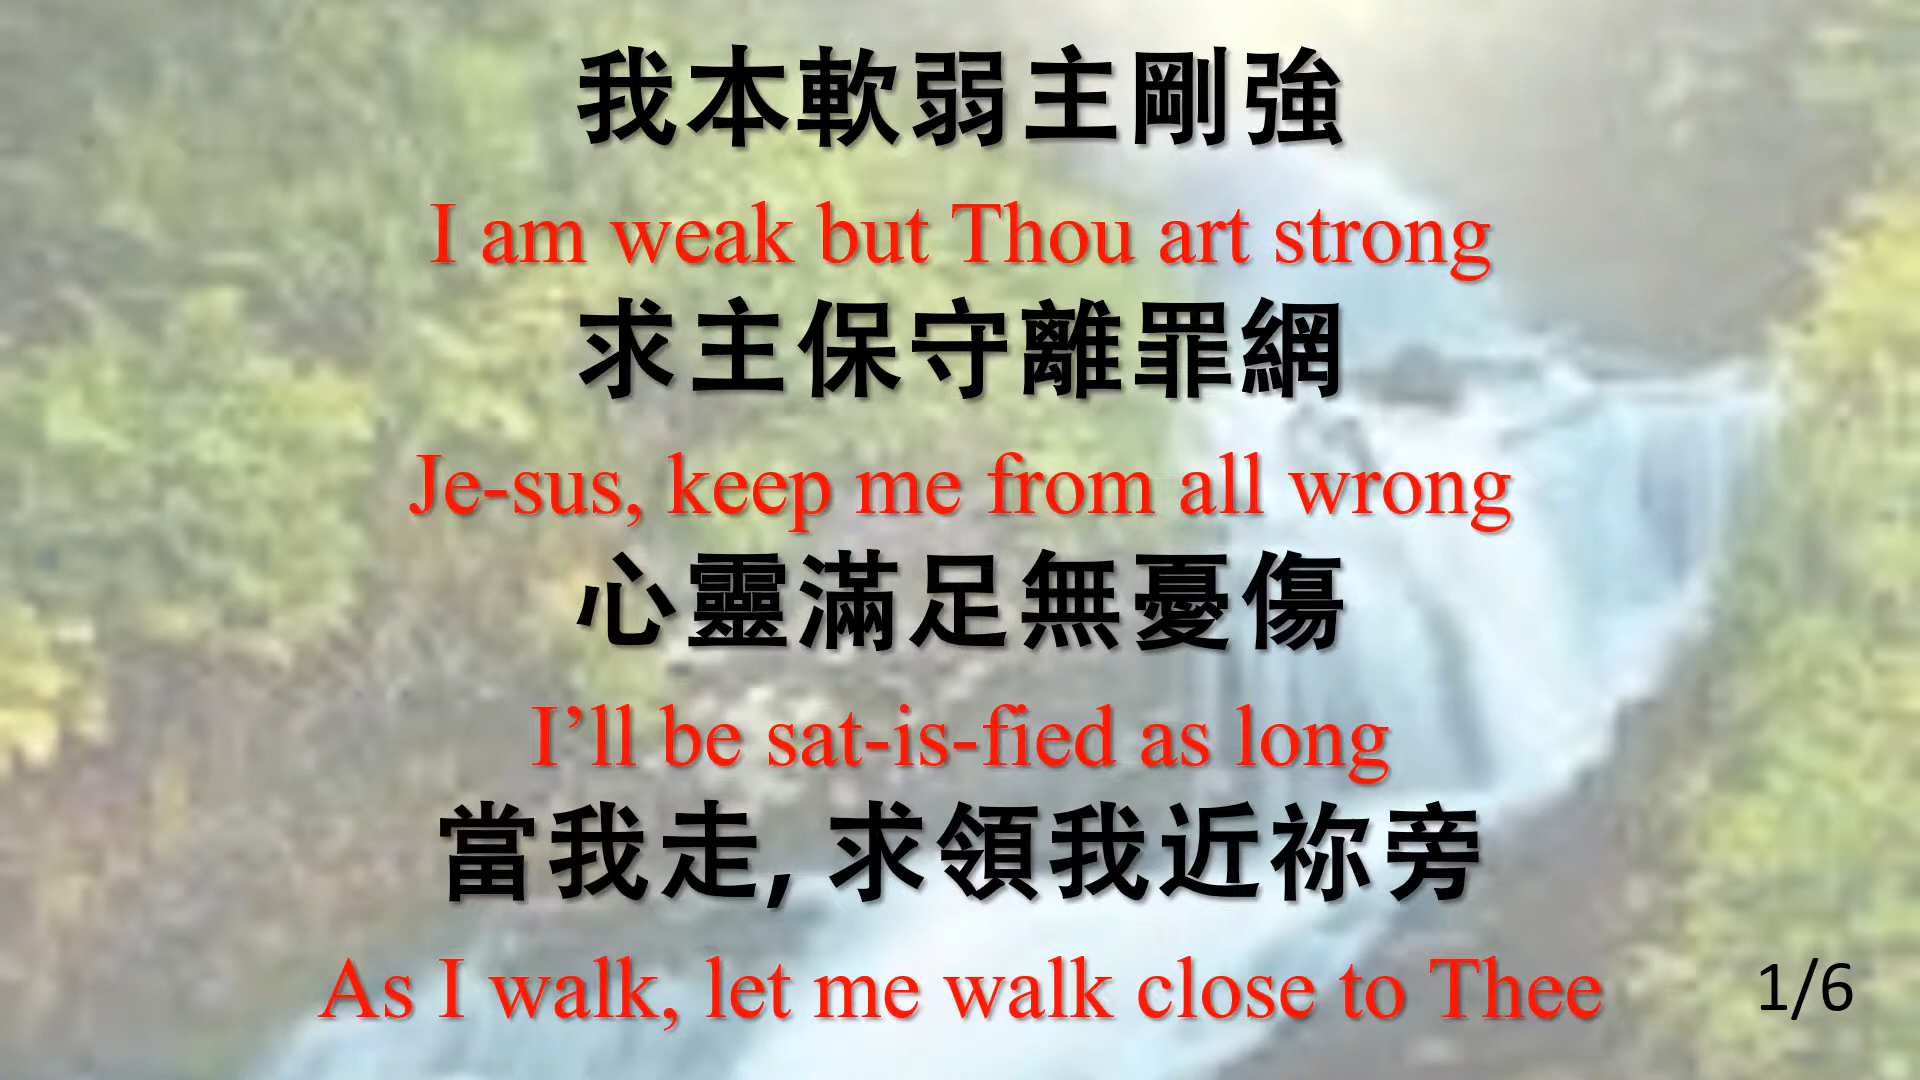 我本軟弱主剛強
I am weak but Thou art strong
求主保守離罪網
Je-sus, keep me from all wrong
心靈滿足無憂傷
I’ll be sat-is-fied as long
當我走, 求領我近祢旁
As I walk, let me walk close to Thee
1/6